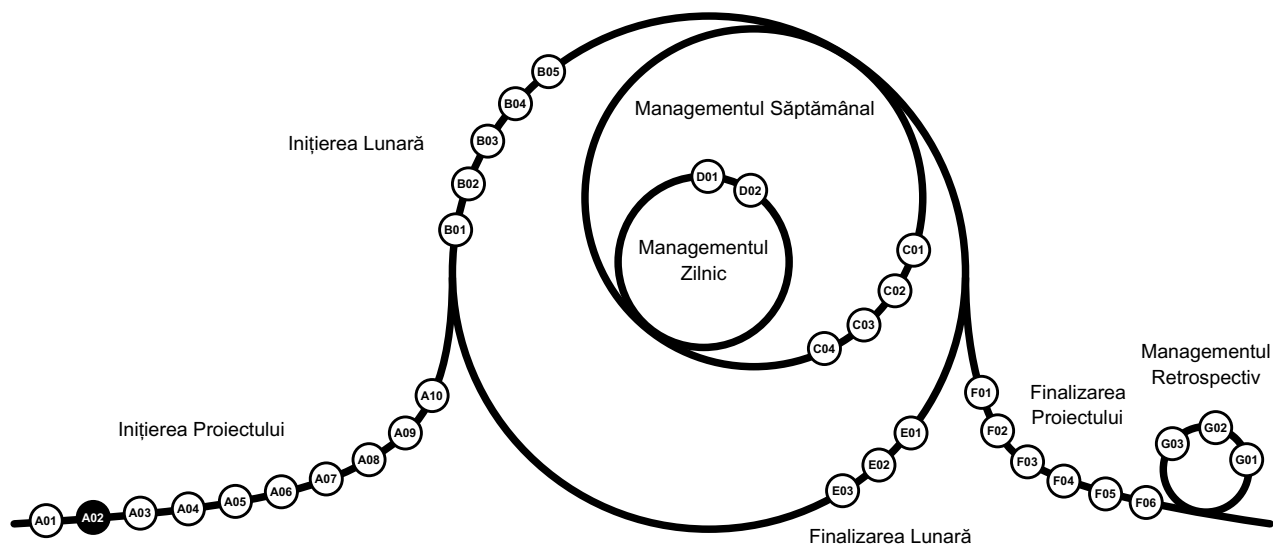 B05
B04
Managementul Săptămânal
B03
Inițierea Lunară
D01
B02
D02
B01
Managementul
Zilnic
C01
C02
C03
C04
Managementul
Retrospectiv
A10
F01
Finalizarea
Proiectului
Inițierea Proiectului
A09
E01
F02
G03
G02
G01
A08
E02
F03
A07
F04
A06
E03
F05
A05
F06
A04
A03
A02
A01
Finalizarea Lunară